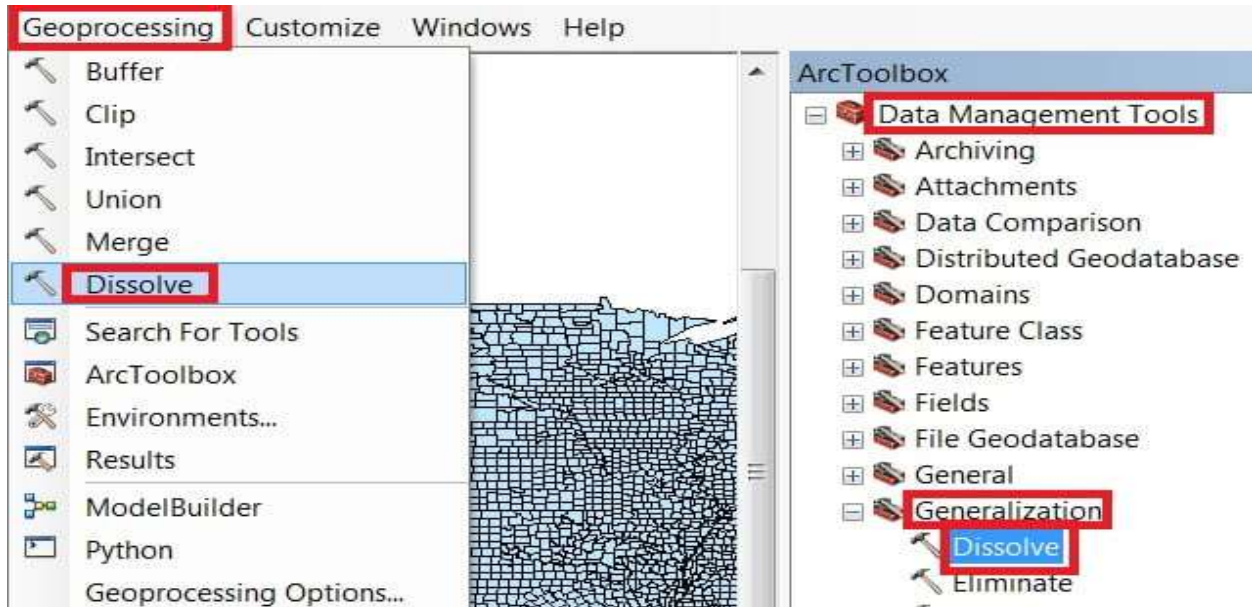 Geoprocessing Customize Windows Help
Buffer
Clip
Intersect
Union
Merge
Dissolve
Search For Tools
ArcToolbox
Environments...
Results
ModelBuilder
Python
Geoprocessing Options...
ArcToolbox
Data Management Tools
Archiving
Attachments
Data Comparison
Distributed Geodatabase
Domains
Feature Class
Features
Fields
File Geodatabase
General
Generalization
Dissolve
Eliminate